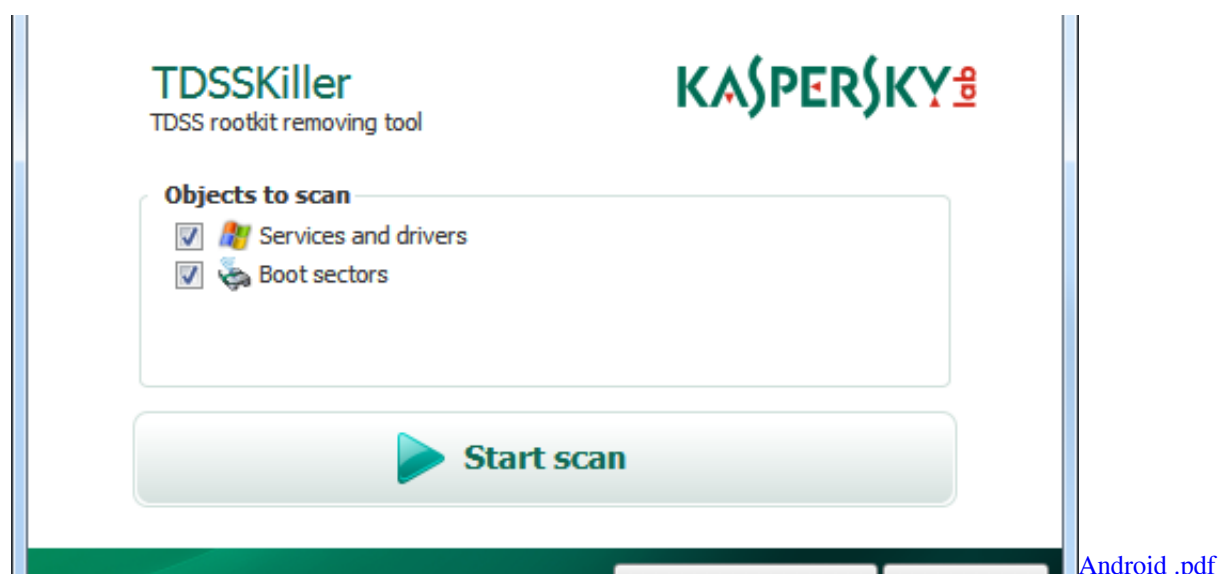 TDSSKiller
TDSS rootkit removing tool
KASPERSKY lab
Objects to scan
Services and drivers
Boot sectors
Start scan
Android .pdf